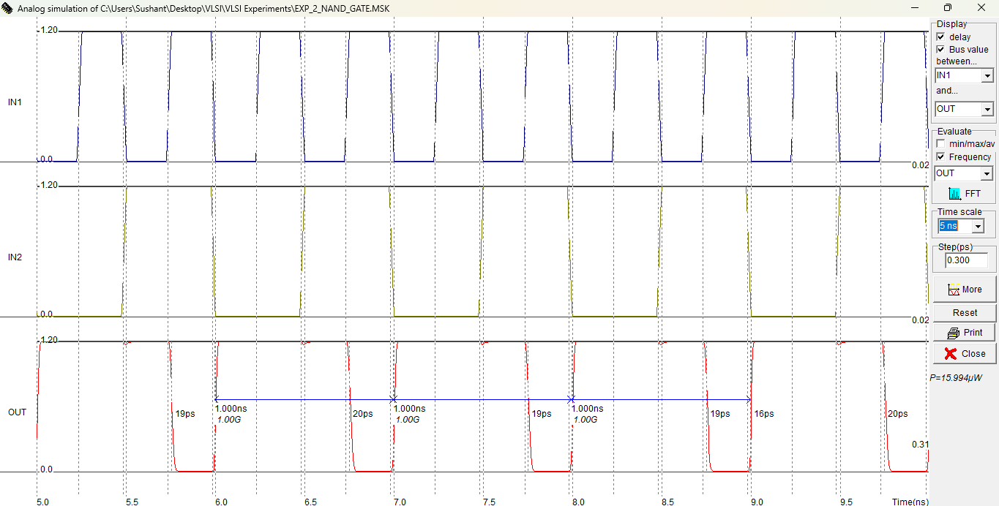 Analog simulation of C:\Users\Sushant\Desktop\VLSI\VLSI Experiments\EXP_2_NAND_GATE.MSK
1.20
IN1
0.0
0.02
1.20
IN2
0.0
0.02
1.20
OUT
19ps
1.000ns
1.00G
20ps
1.000ns
1.00G
19ps
1.000ns
1.00G
19ps
16ps
20ps
0.31
0.0
5.0 5.5 6.0 6.5 7.0 7.5 8.0 8.5 9.0 9.5 Time(ns)
Display
delay
Bus value
between...
IN1
and...
OUT
Evaluate
min/max/av
Frequency
OUT
FFT
Time scale
5 ns
Step(ps)
0.300
More
Reset
Print
Close
P=15.994µW